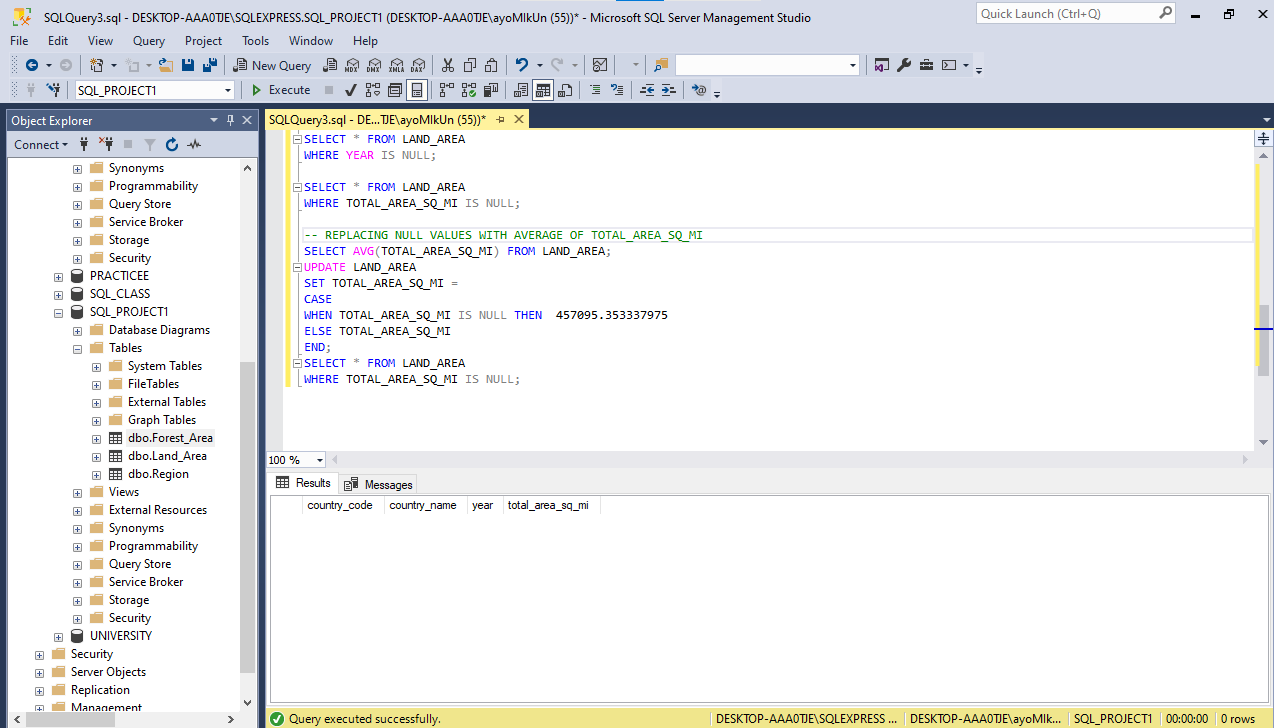 SQLQuery3.sql - DESKTOP-AAA0TJE\SQLEXPRESS.SQL_PROJECT1 (DESKTOP-AAA0TJE\ayoMIkUn (55))* - Microsoft SQL Server Management Studio
Quick Launch (Ctrl+Q)
File Edit View Query Project Tools Window Help
New Query MDX DMX XMLA DAX
SQL_PROJECT1 Execute
Object Explorer
SQLQuery3.sql - DE...TJE\ayoMIkUn (55))*
Connect
Synonyms
Programmability
Query Store
Service Broker
Storage
Security
PRACTICEE
SQL_CLASS
SQL_PROJECT1
Database Diagrams
Tables
System Tables
FileTables
External Tables
Graph Tables
dbo.Forest_Area
dbo.Land_Area
dbo.Region
Views
External Resources
Synonyms
Programmability
Query Store
Service Broker
Storage
Security
UNIVERSITY
Security
Server Objects
Replication
Management
SELECT * FROM LAND_AREA
WHERE YEAR IS NULL;
SELECT * FROM LAND_AREA
WHERE TOTAL_AREA_SQ_MI IS NULL;
-- REPLACING NULL VALUES WITH AVERAGE OF TOTAL_AREA_SQ_MI
SELECT AVG(TOTAL_AREA_SQ_MI) FROM LAND_AREA;
UPDATE LAND_AREA
SET TOTAL_AREA_SQ_MI =
CASE
WHEN TOTAL_AREA_SQ_MI IS NULL THEN 457095.353337975
ELSE TOTAL_AREA_SQ_MI
END;
SELECT * FROM LAND_AREA
WHERE TOTAL_AREA_SQ_MI IS NULL;
100 %
Results Messages
country_code country_name year total_area_sq_mi
Query executed successfully.
DESKTOP-AAA0TJE\SQLEXPRESS ... DESKTOP-AAA0TJE\ayoMIk... SQL_PROJECT1 00:00:00 0 rows